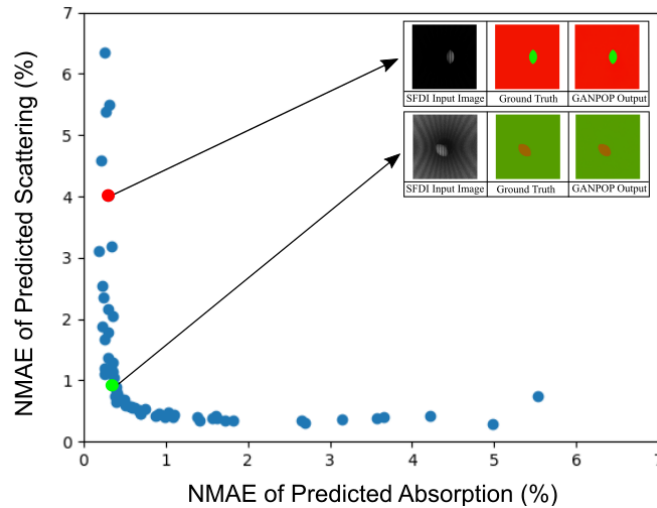 7
6
5
4
3
2
1
0
NMAE of Predicted Scattering (%)
SFDI Input Image Ground Truth GANPOP Output
SFDI Input Image Ground Truth GANPOP Output
0 1 2 3 4 5 6 7
NMAE of Predicted Absorption (%)